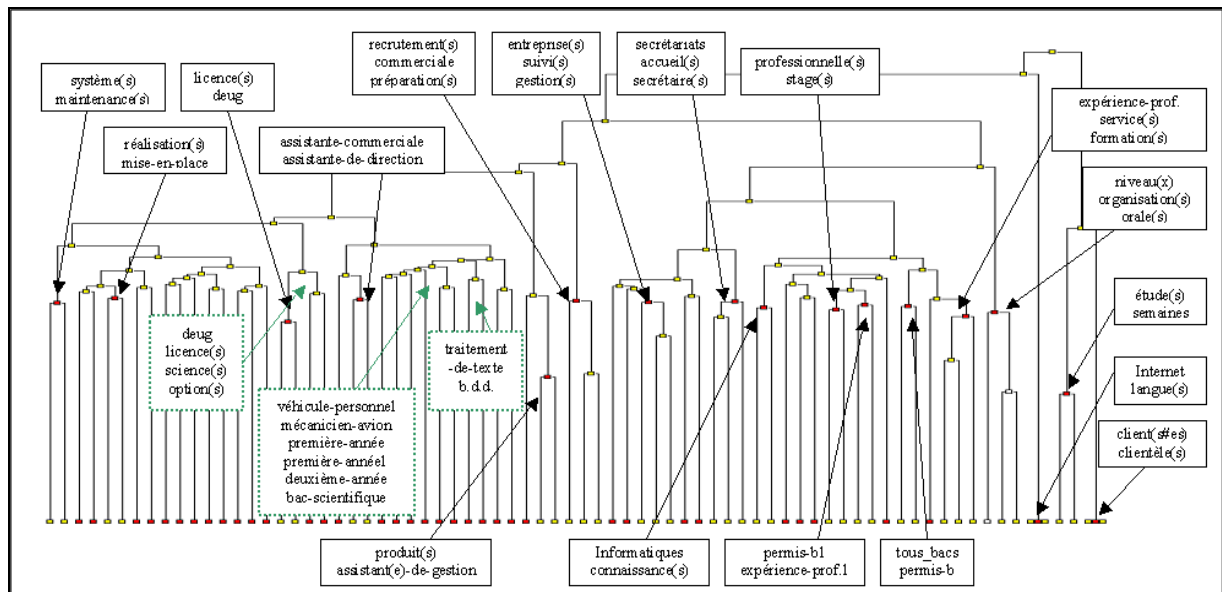 système(s)
maintenance(s)
licence(s)
deug
recrutement(s)
commerciale
préparation(s)
entreprise(s)
suivi(s)
gestion(s)
secrétariats
accueil(s)
secrétaire(s)
professionnelle(s)
stage(s)
expérience-prof.
service(s)
formation(s)
réalisation(s)
mise-en-place
assistante-commerciale
assistante-de-direction
niveau(x)
organisation(s)
orale(s)
étude(s)
semaines
deug
licence(s)
science(s)
option(s)
traitement
-de-texte
b.d.d.
véhicule-personnel
mécanicien-avion
première-année
première-annéel
deuxième-année
bac-scientifique
Internet
langue(s)
client(s#es)
clientèle(s)
produit(s)
assistant(e)-de-gestion
Informatiques
connaissance(s)
permis-b1
expérience-prof.1
tous_bacs
permis-b